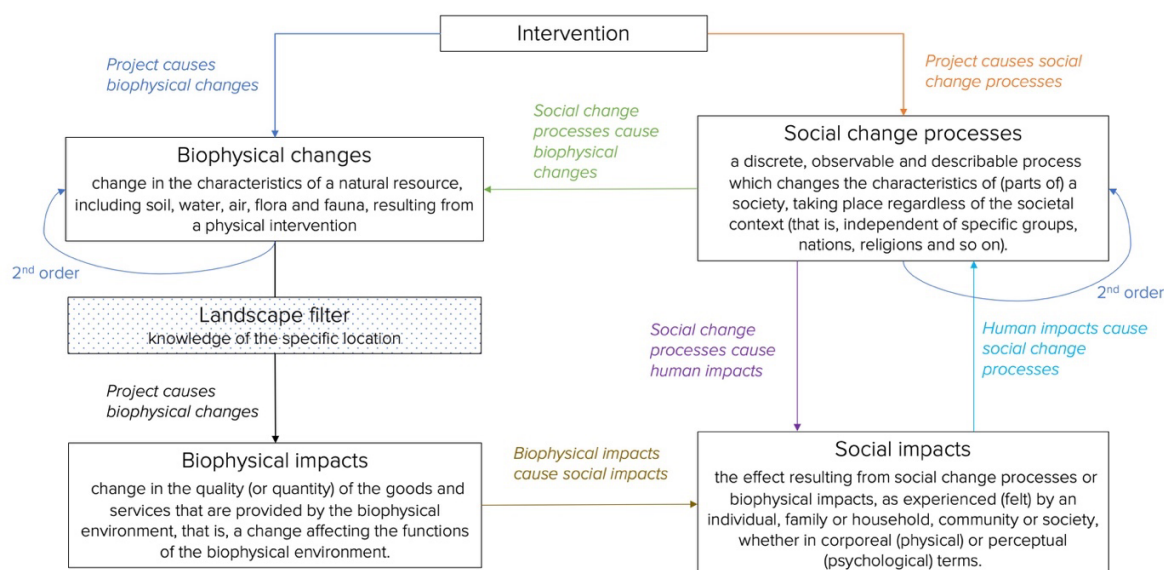 Intervention
Project causes
biophysical changes
Project causes social
change processes
Social change
processes cause
biophysical
changes
Biophysical changes
change in the characteristics of a natural resource,
including soil, water, air, flora and fauna, resulting from
a physical intervention
Social change processes
a discrete, observable and describable process
which changes the characteristics of (parts of) a
society, taking place regardless of the societal
context (that is, independent of specific groups,
nations, religions and so on).
2nd order
2nd order
Landscape filter
knowledge of the specific location
Social change
processes cause
human impacts
Human impacts cause
social change
processes
Project causes
biophysical changes
Biophysical impacts
change in the quality (or quantity) of the goods and
services that are provided by the biophysical
environment, that is, a change affecting the functions
of the biophysical environment.
Biophysical impacts
cause social impacts
Social impacts
the effect resulting from social change processes or
biophysical impacts, as experienced (felt) by an
individual, family or household, community or society,
whether in corporeal (physical) or perceptual
(psychological) terms.